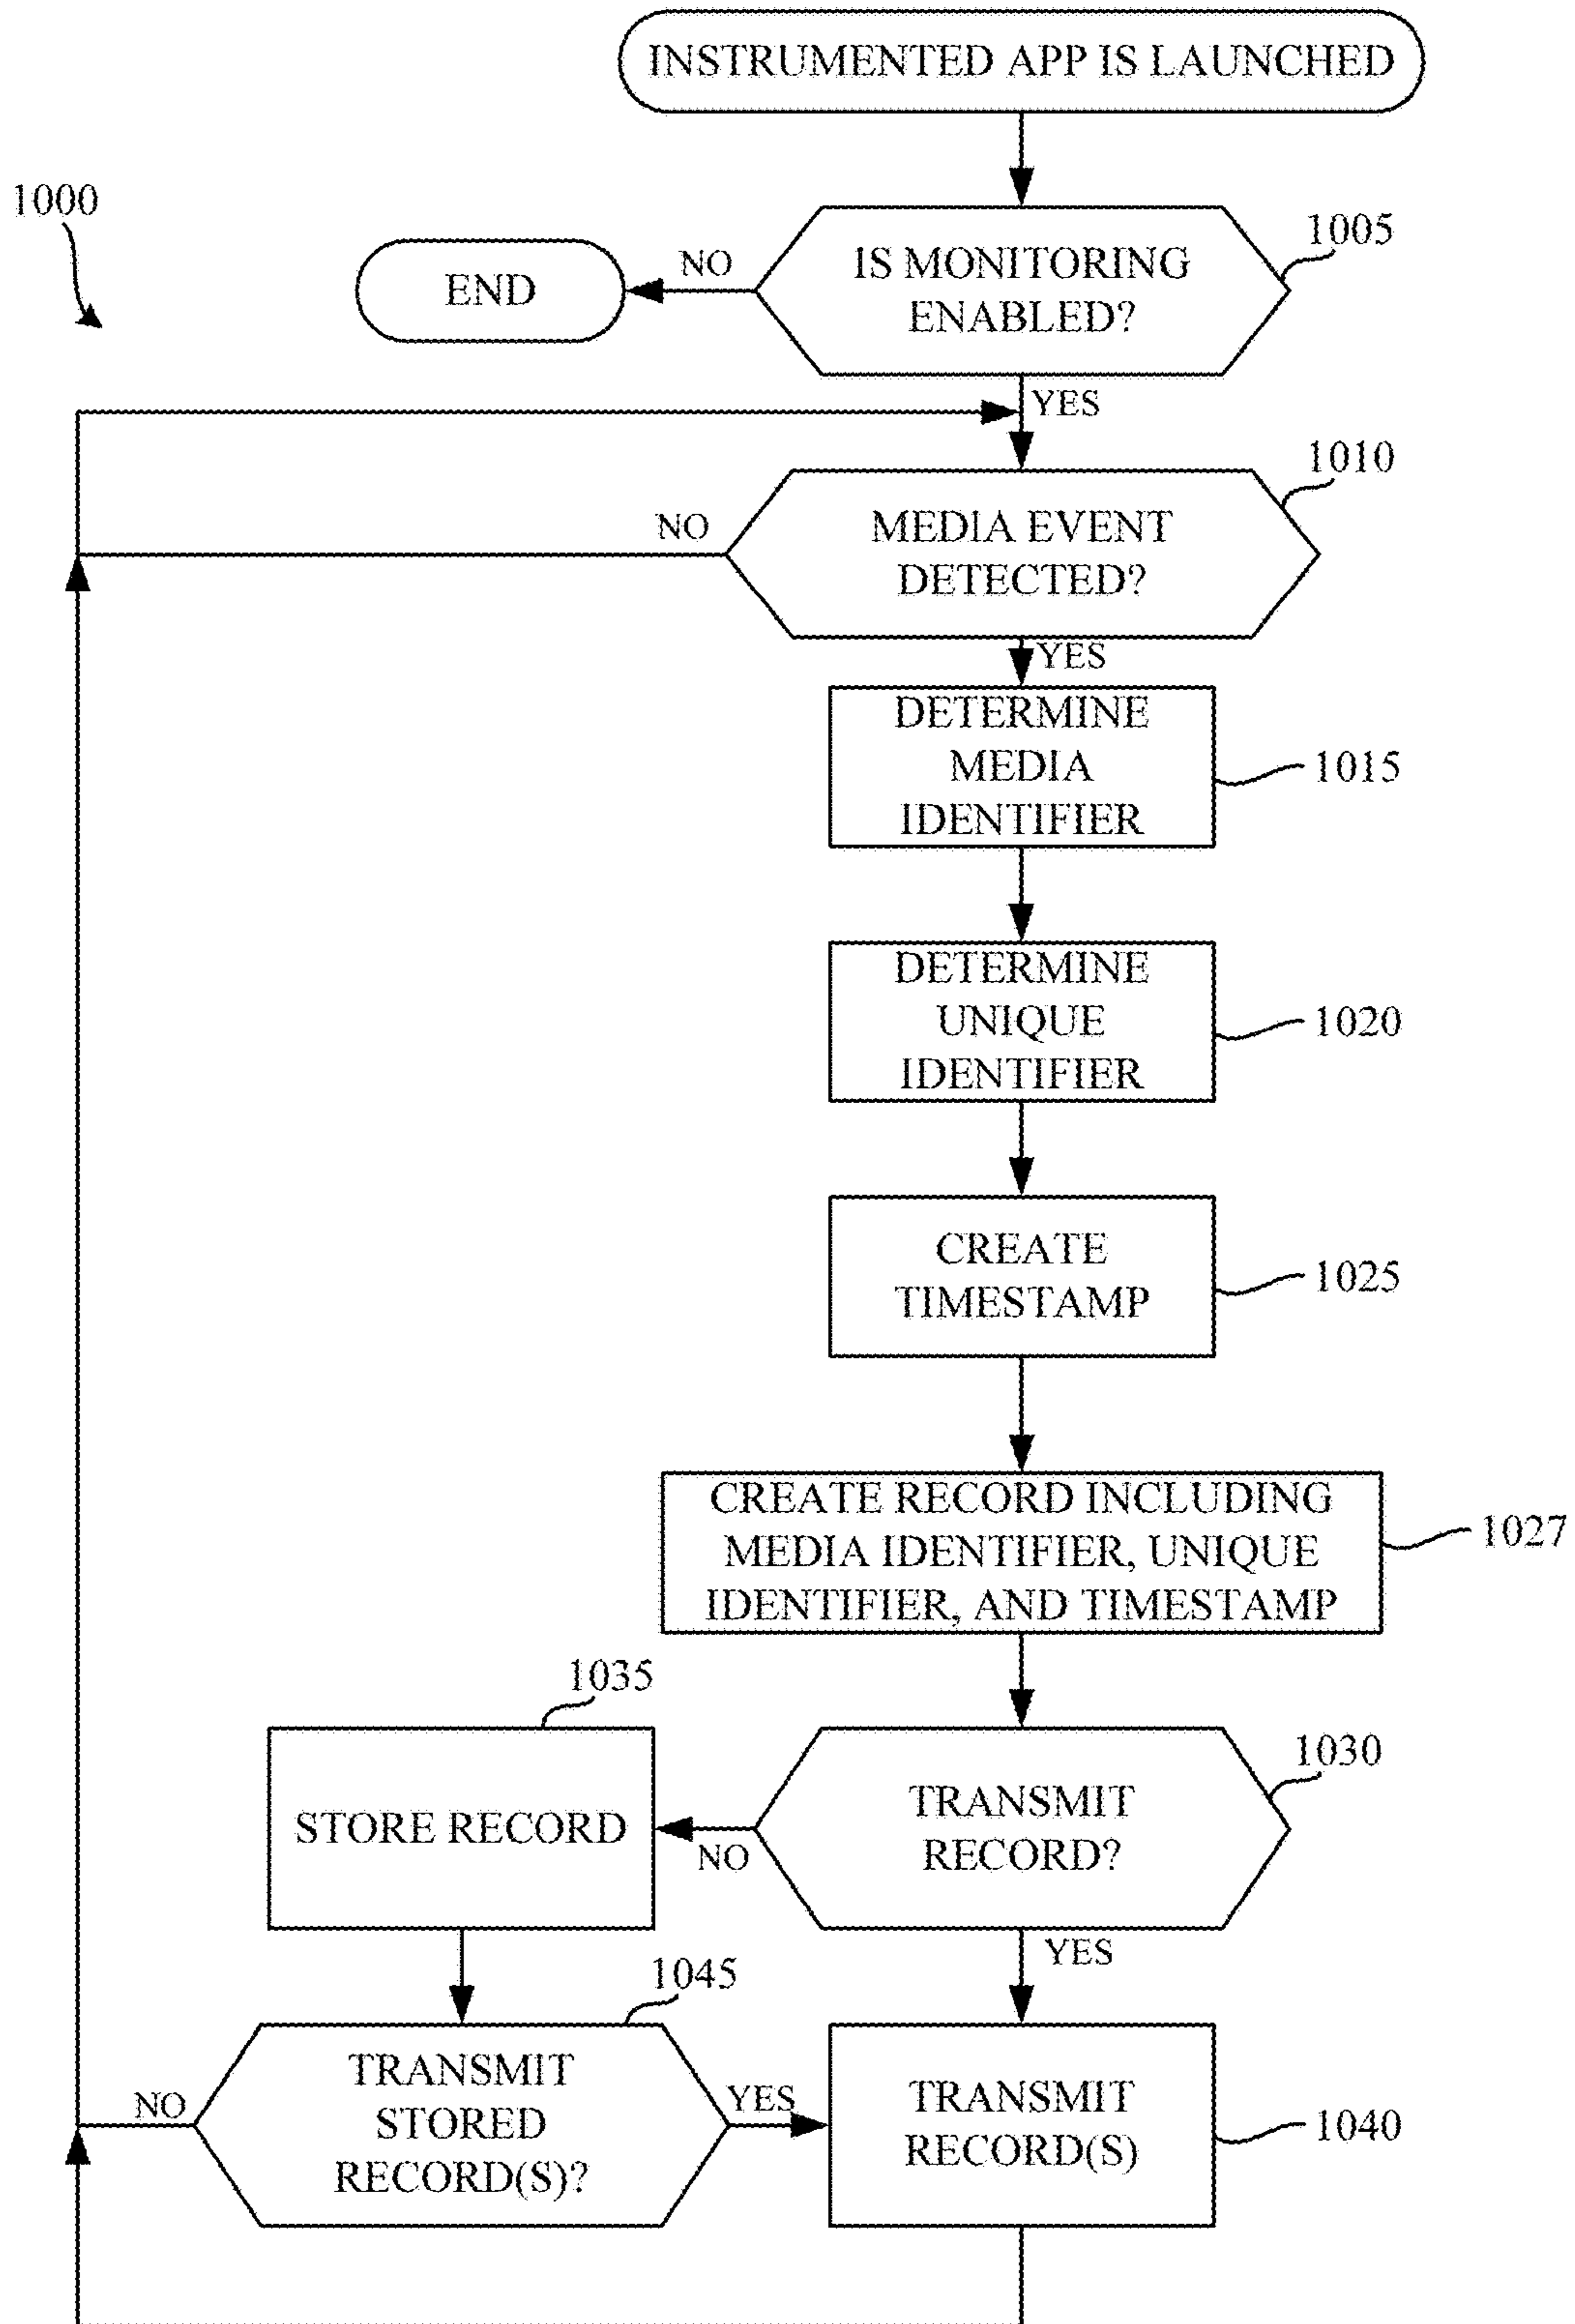 INSTRUMENTED APP IS LAUNCHED
1000
1005
IS MONITORING
ENABLED?
NO
END
YES
1010
MEDIA EVENT
DETECTED?
NO
YES
DETERMINE
MEDIA
IDENTIFIER
1015
DETERMINE
UNIQUE
IDENTIFIER
1020
CREATE
TIMESTAMP
1025
CREATE RECORD INCLUDING
MEDIA IDENTIFIER, UNIQUE
IDENTIFIER, AND TIMESTAMP
1027
1035
STORE RECORD
1030
TRANSMIT
RECORD?
NO
YES
1045
TRANSMIT
STORED
RECORD(S)?
NO
YES
TRANSMIT
RECORD(S)
1040